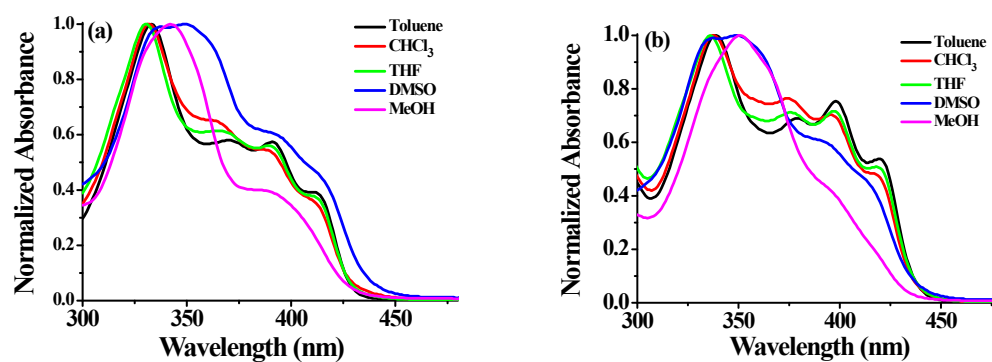 (a)
Toluene
CHCl₃
THF
DMSO
MeOH
Normalized Absorbance
1.0
0.8
0.6
0.4
0.2
0.0
300 350 400 450
Wavelength (nm)
(b)
Toluene
CHCl₃
THF
DMSO
MeOH
Normalized Absorbance
1.0
0.8
0.6
0.4
0.2
0.0
300 350 400 450
Wavelength (nm)